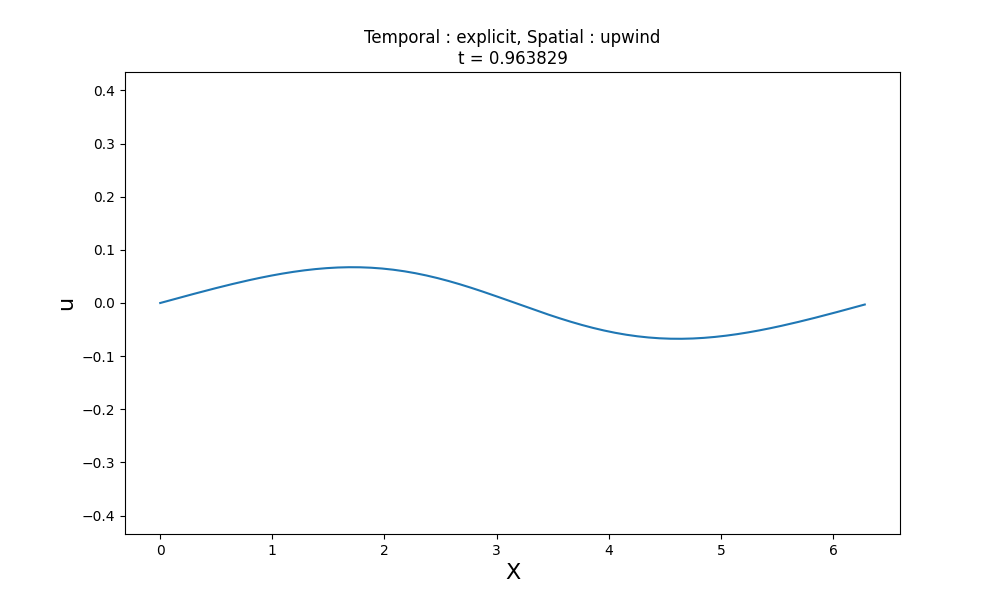 Temporal : explicit, Spatial : upwind
t = 0.963829
0.4
0.3
0.2
0.1
0.0
−0.1
−0.2
−0.3
−0.4
u
0 1 2 3 4 5 6
X